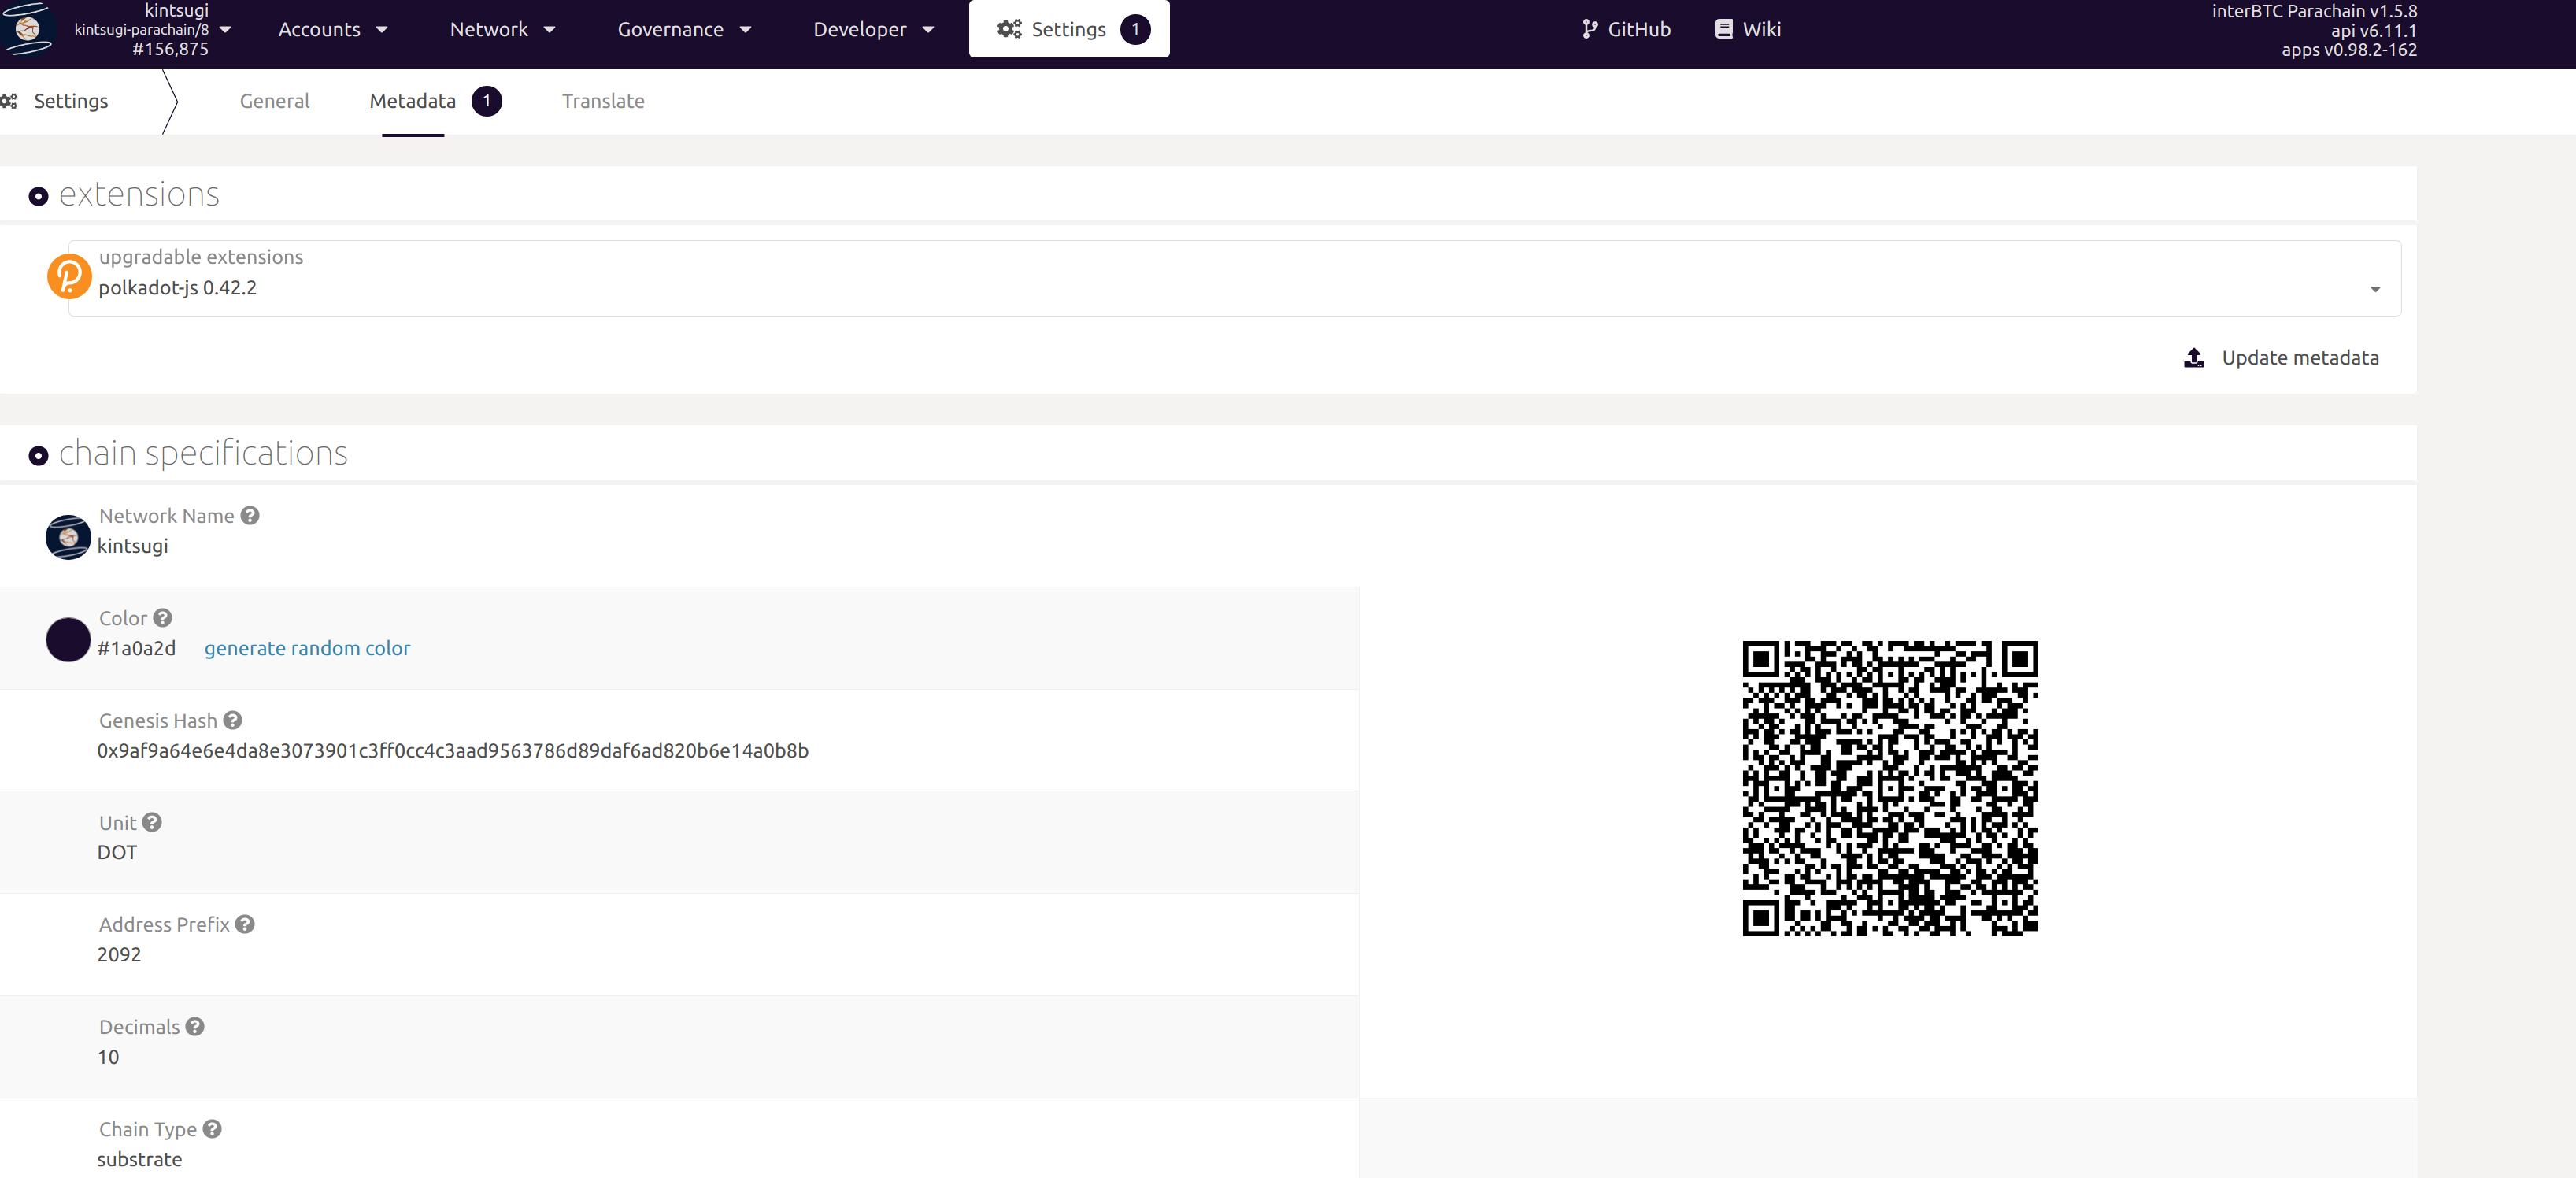 kintsugi
kintsugi-parachain/8
#156,875
Accounts
Network
Governance
Developer
Settings 1
GitHub
Wiki
interBTC Parachain v1.5.8
api v6.11.1
apps v0.98.2-162
Settings
General
Metadata 1
Translate
extensions
upgradable extensions
polkadot-js 0.42.2
Update metadata
chain specifications
Network Name
kintsugi
Color
#1a0a2d generate random color
Genesis Hash
0x9af9a64e6e4da8e3073901c3ff0cc4c3aad9563786d89daf6ad820b6e14a0b8b
Unit
DOT
Address Prefix
2092
Decimals
10
Chain Type
substrate